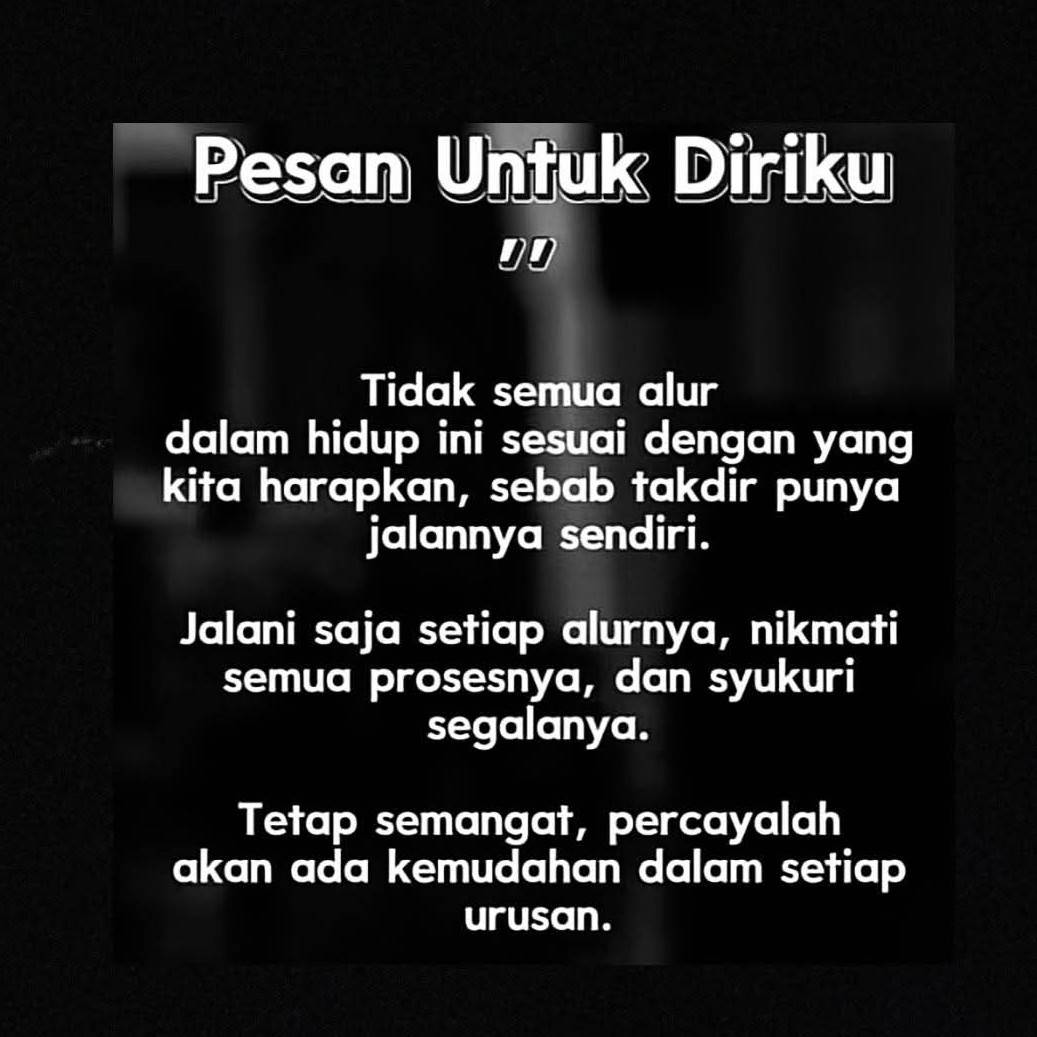 Pesan Untuk Diriku
"
Tidak semua alur
dalam hidup ini sesuai dengan yang
kita harapkan, sebab takdir punya
jalannya sendiri.
Jalani saja setiap alurnya, nikmati
semua prosesnya, dan syukuri
segalanya.
Tetap semangat, percayalah
akan ada kemudahan dalam setiap
urusan.